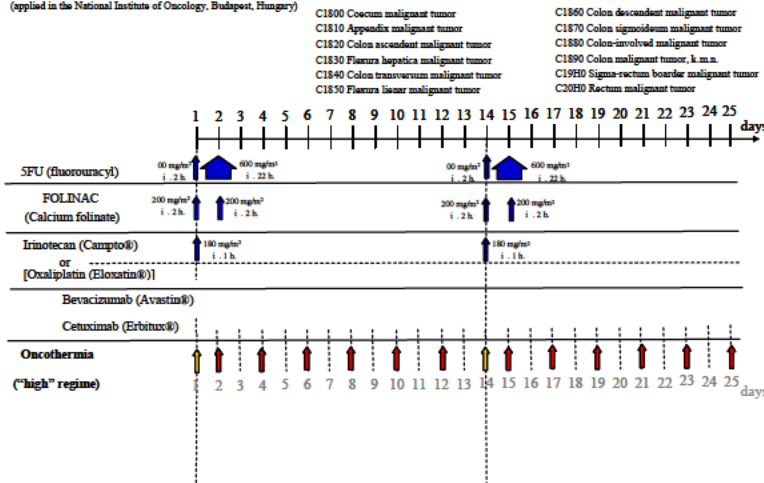 (applied in the National Institute of Oncology, Budapest, Hungary)
C1800 Coecum malignant tumor
C1810 Appendix malignant tumor
C1820 Colon ascendent malignant tumor
C1830 Flexura hepatica malignant tumor
C1840 Colon transversum malignant tumor
C1850 Flexura lienar malignant tumor
C1860 Colon descendent malignant tumor
C1870 Colon sigmoideum malignant tumor
C1880 Colon-involved malignant tumor
C1890 Colon malignant tumor, k.m.n.
C19H0 Sigma-rectum boarder malignant tumor
C20H0 Rectum malignant tumor
1 2 3 4 5 6 7 8 9 10 11 12 13 14 15 16 17 18 19 20 21 22 23 24 25
days
5FU (fluorouracyl)
00 mg/m²
i . 2 h.
600 mg/m²
i . 22 h.
00 mg/m²
i . 2 h.
600 mg/m²
i . 22 h.
FOLINAC
(Calcium folinate)
200 mg/m²
i . 2 h.
200 mg/m²
i . 2 h.
200 mg/m²
i . 2 h.
200 mg/m²
i . 2 h.
Irinotecan (Campto®)
or
[Oxaliplatin (Eloxatin®)]
180 mg/m²
i . 1 h.
180 mg/m²
i . 1 h.
Bevacizumab (Avastin®)
Cetuximab (Erbitux®)
Oncothermia
("high" regime)
1 2 3 4 5 6 7 8 9 10 11 12 13 14 15 16 17 18 19 20 21 22 23 24 25
days